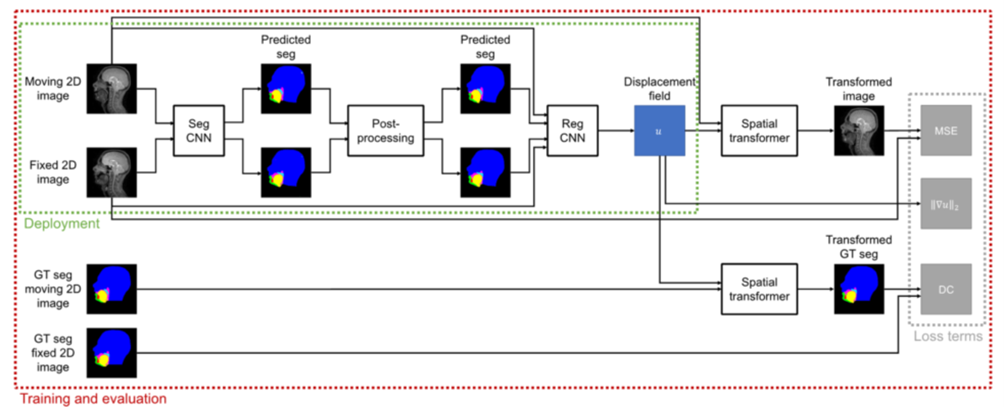 Predicted
seg
Predicted
seg
Moving 2D
image
Displacement
field
Transformed
image
Seg
CNN
Post-
processing
Reg
CNN
u
Spatial
transformer
MSE
Fixed 2D
image
‖∇u‖₂
Deployment
Transformed
GT seg
GT seg
moving 2D
image
Spatial
transformer
DC
GT seg
fixed 2D
image
Loss terms
Training and evaluation